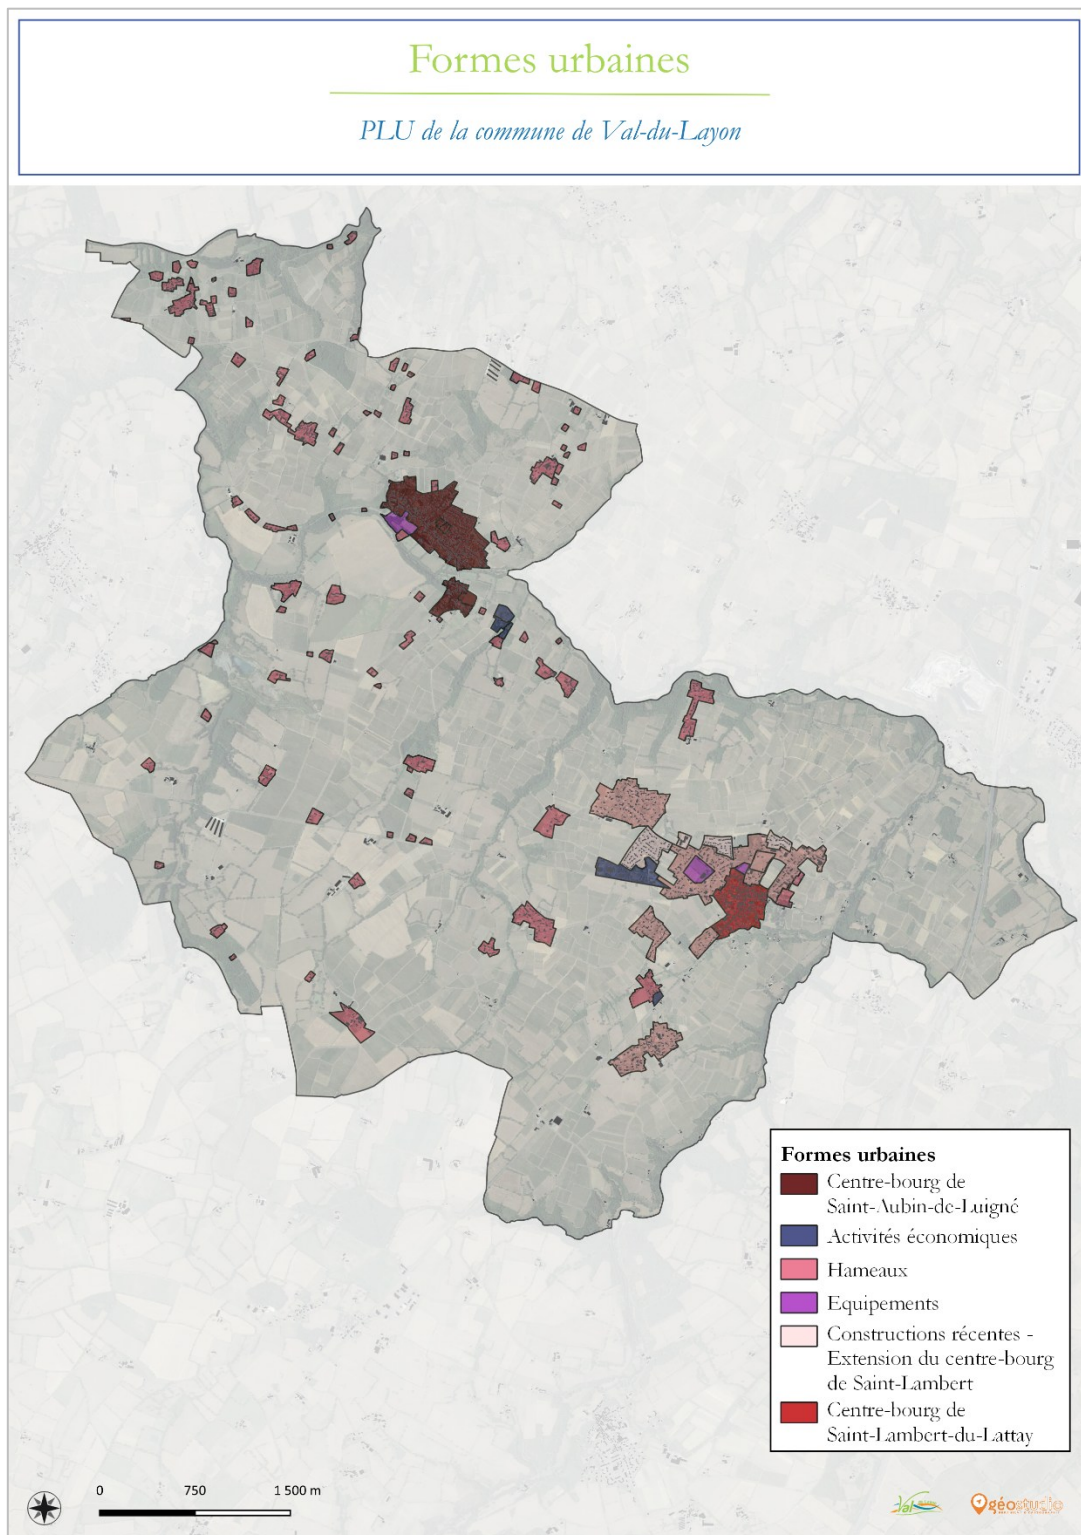 Formes urbaines
PLU de la commune de Val-du-Layon
Formes urbaines
Centre-bourg de
Saint-Aubin-de-Luigné
Activités économiques
Hameaux
Equipements
Constructions récentes -
Extension du centre-bourg
de Saint-Lambert
Centre-bourg de
Saint-Lambert-du-Lattay
0 750 1 500 m
Val
géostudio